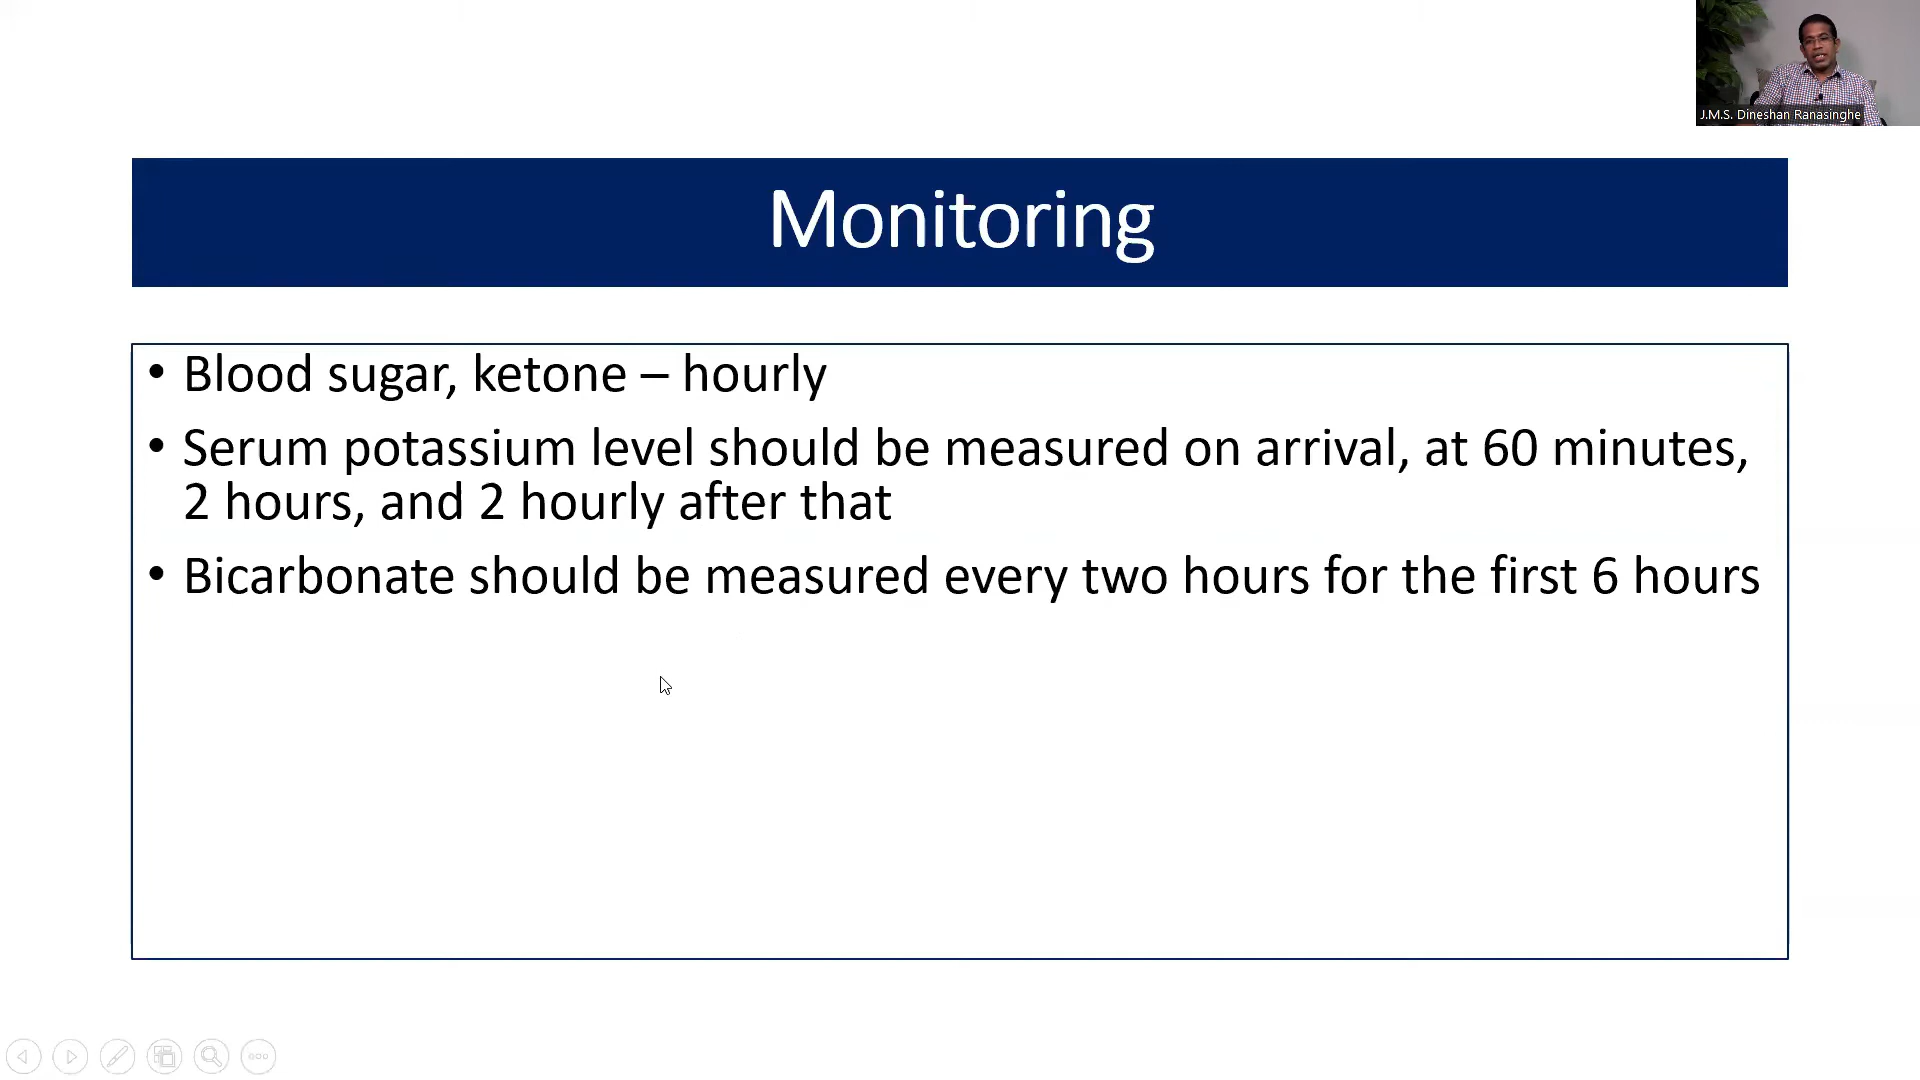 J.M.S. Dineshan Ranasinghe
Monitoring
• Blood sugar, ketone – hourly
• Serum potassium level should be measured on arrival, at 60 minutes,
2 hours, and 2 hourly after that
• Bicarbonate should be measured every two hours for the first 6 hours